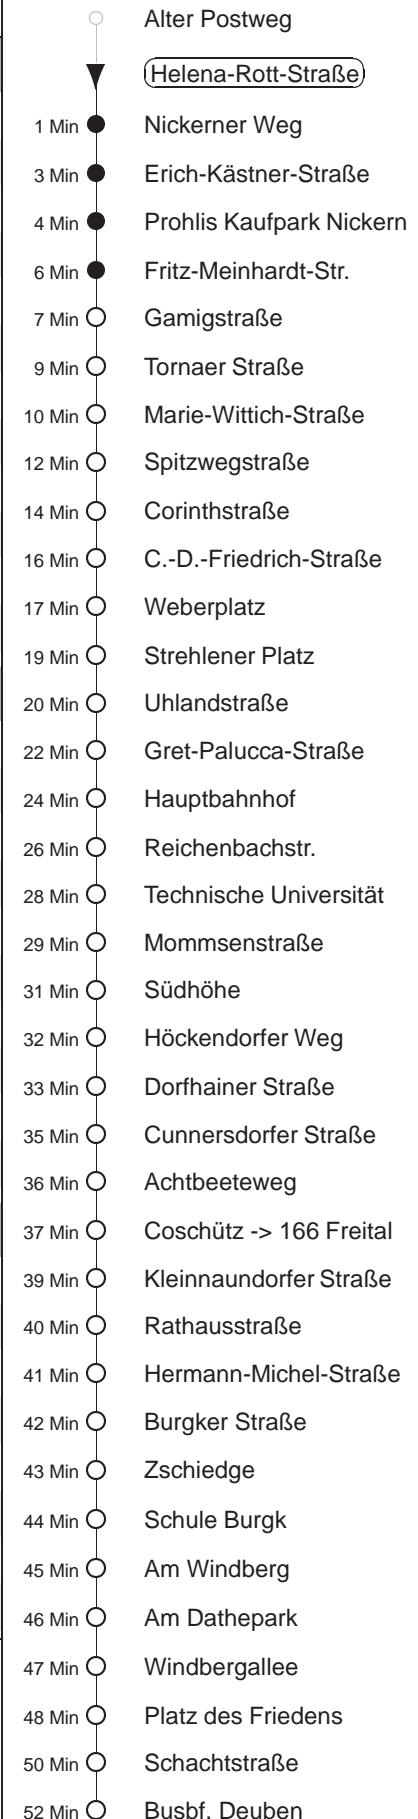 Alter Postweg
Helena-Rott-Straße
1 Min Nickerner Weg
3 Min Erich-Kästner-Straße
4 Min Prohlis Kaufpark Nickern
6 Min Fritz-Meinhardt-Str.
7 Min Gamigstraße
9 Min Tornaer Straße
10 Min Marie-Wittich-Straße
12 Min Spitzwegstraße
14 Min Corinthstraße
16 Min C.-D.-Friedrich-Straße
17 Min Weberplatz
19 Min Strehlener Platz
20 Min Uhlandstraße
22 Min Gret-Palucca-Straße
24 Min Hauptbahnhof
26 Min Reichenbachstr.
28 Min Technische Universität
29 Min Mommsenstraße
31 Min Südhöhe
32 Min Höckendorfer Weg
33 Min Dorfhainer Straße
35 Min Cunnersdorfer Straße
36 Min Achtbeeteweg
37 Min Coschütz -> 166 Freital
39 Min Kleinnaundorfer Straße
40 Min Rathausstraße
41 Min Hermann-Michel-Straße
42 Min Burgker Straße
43 Min Zschiedge
44 Min Schule Burgk
45 Min Am Windberg
46 Min Am Dathepark
47 Min Windbergallee
48 Min Platz des Friedens
50 Min Schachtstraße
52 Min Busbf. Deuben